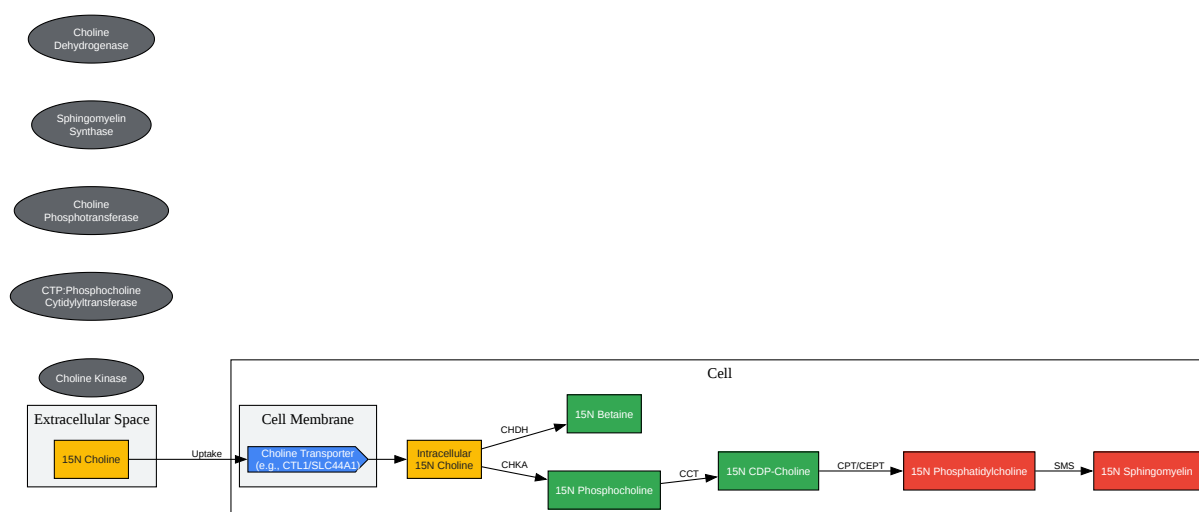 Choline
Dehydrogenase
Sphingomyelin
Synthase
Choline
Phosphotransferase
CTP:Phosphocholine
Cytidylyltransferase
Choline Kinase
Cell
Extracellular Space
15N Choline
Uptake
Cell Membrane
Choline Transporter
(e.g., CTL1/SLC44A1)
Intracellular
15N Choline
CHDH
15N Betaine
CHKA
15N Phosphocholine
CCT
15N CDP-Choline
CPT/CEPT
15N Phosphatidylcholine
SMS
15N Sphingomyelin